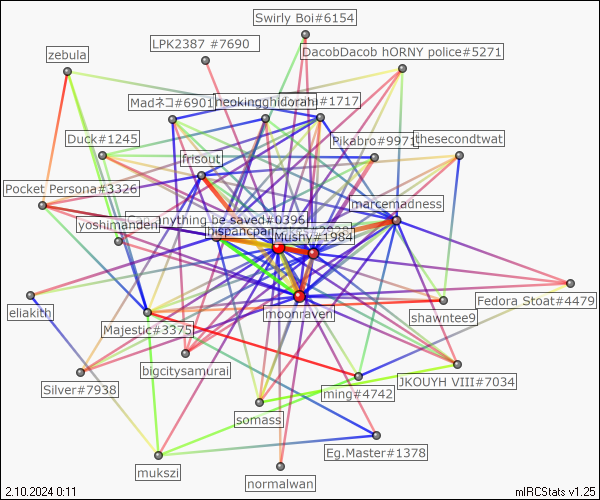 Swirly Boi#6154
LPK2387 #7690
DacobDacob hORNY police#5271
zebula
Madネコ#6901
neokingghidorah
#1717
Duck#1245
Pikabro#9971
thesecondtwat
frisout
Pocket Persona#3326
marcemadness
Can anything be saved#0396
yoshimanden
Mushy#1984
Fedora Stoat#4479
eliakith
moonraven
shawntee9
Majestic#3375
bigcitysamurai
JKOUYH VIII#7034
Silver#7938
ming#4742
somass
Eg.Master#1378
mukszi
normalwan
2.10.2024 0:11
mIRCStats v1.25